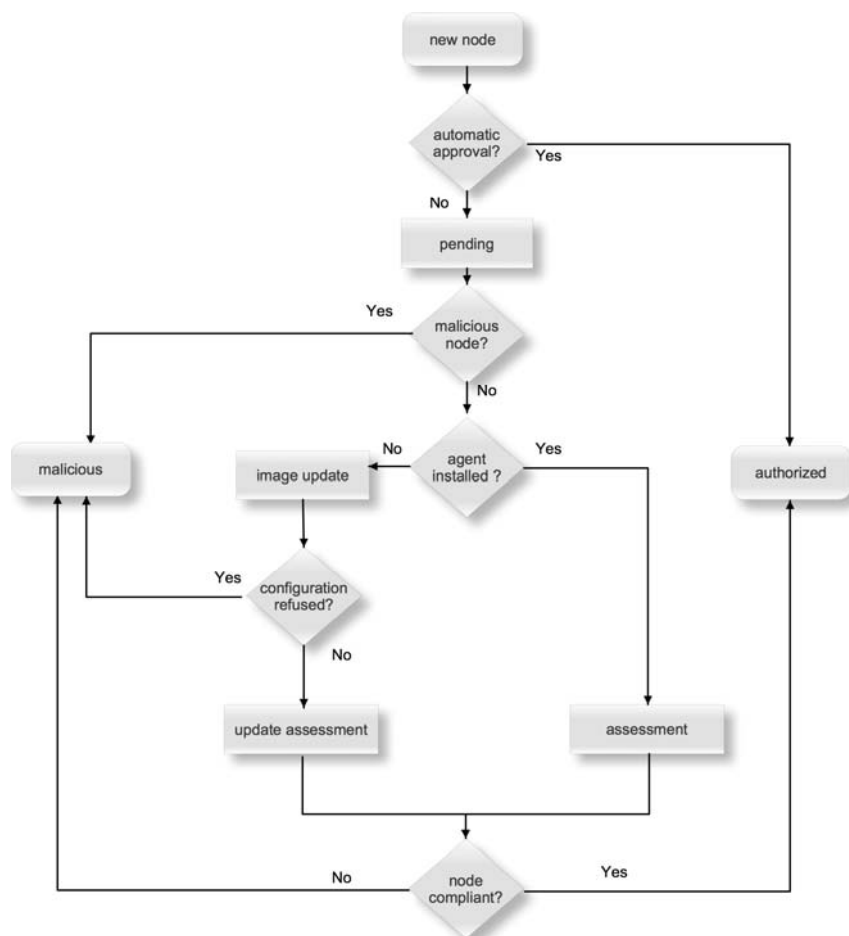 new node
automatic
approval?
Yes
No
pending
Yes
malicious
node?
No
malicious
image update
No
agent
installed ?
Yes
authorized
Yes
configuration
refused?
No
update assessment
assessment
No
node
compliant?
Yes